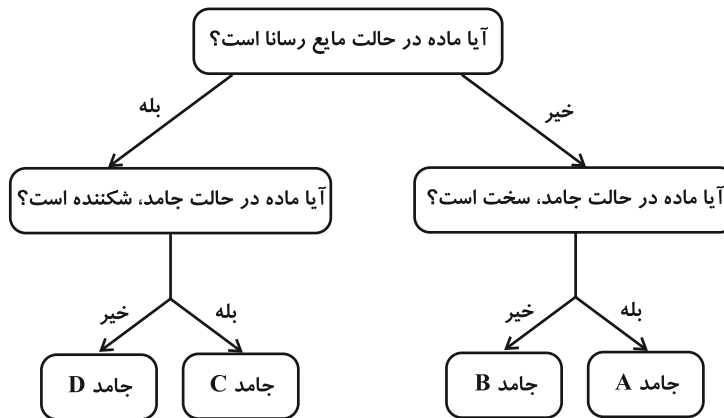 آیا ماده در حالت مایع رسانا است؟
بله
خیر
آیا ماده در حالت جامد، شکننده است؟
آیا ماده در حالت جامد، سخت است؟
خیر
بله
خیر
بله
جامد D
جامد C
جامد B
جامد A